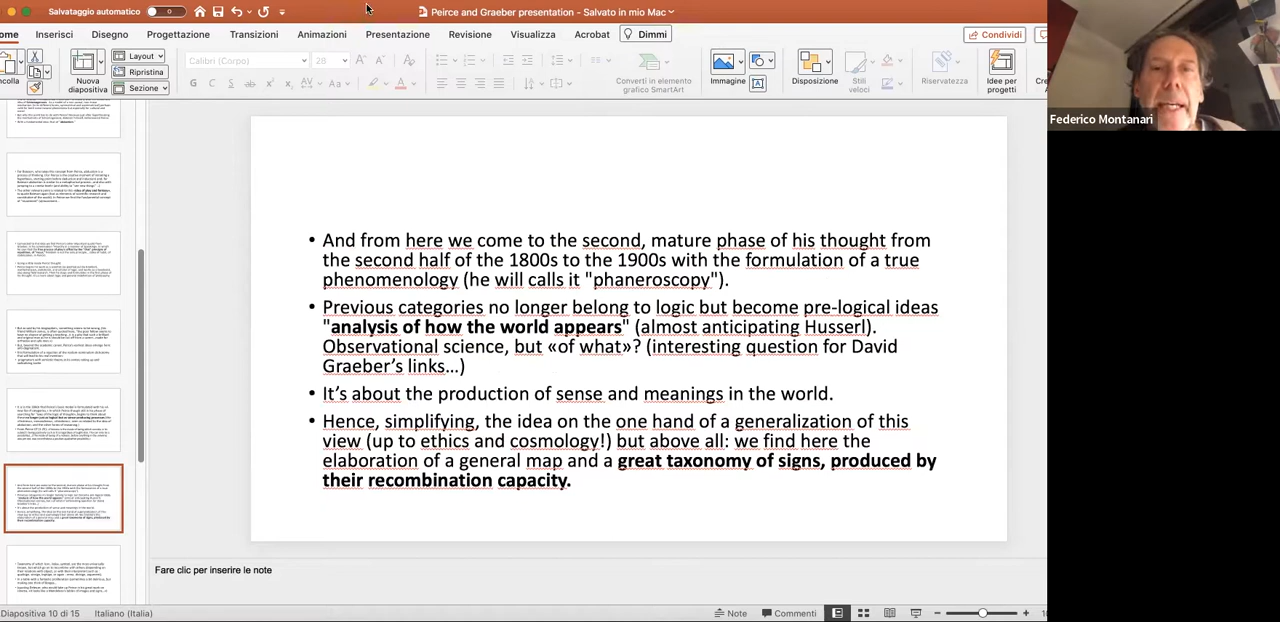 Salvataggio automatico
Peirce and Graeber presentation - Salvato in mio Mac
ome Inserisci Disegno Progettazione Transizioni Animazioni Presentazione Revisione Visualizza Acrobat Dimmi Condividi
ncolla
Nuova
diapositiva
Layout
Ripristina
Sezione
Calibri (Corpo) 28
Converti in elemento
grafico SmartArt
Immagine
Disposizione
Stili
veloci
Riservatezza
Idee per
progetti
Federico Montanari
• And from here we come to the second, mature phase of his thought from
the second half of the 1800s to the 1900s with the formulation of a true
phenomenology (he will calls it "phaneroscopy").
• Previous categories no longer belong to logic but become pre-logical ideas
"analysis of how the world appears" (almost anticipating Husserl).
Observational science, but «of what»? (interesting question for David
Graeber's links...)
• It's about the production of sense and meanings in the world.
• Hence, simplifying, the idea on the one hand of a generalization of this
view (up to ethics and cosmology!) but above all: we find here the
elaboration of a general map and a great taxonomy of signs, produced by
their recombination capacity.
Fare clic per inserire le note
Diapositiva 10 di 15 Italiano (Italia) Note Commenti